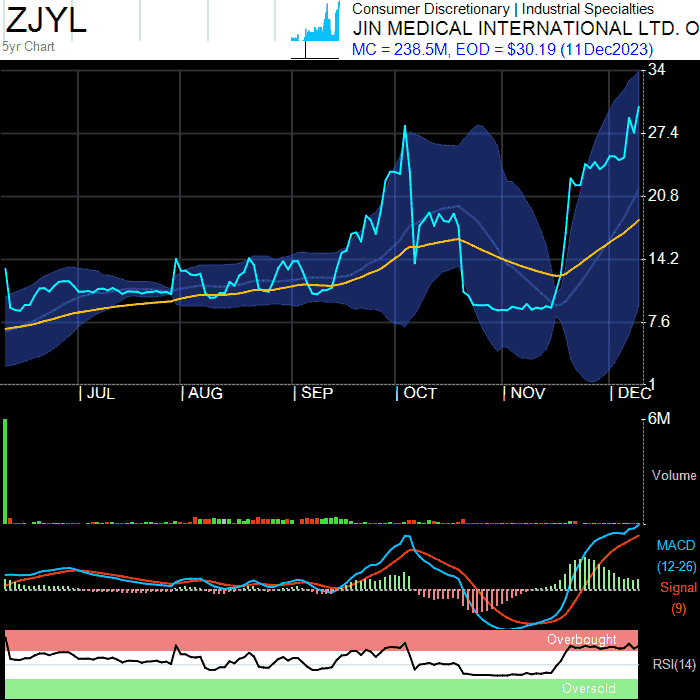 ZJYL
5yr Chart
Consumer Discretionary | Industrial Specialties
JIN MEDICAL INTERNATIONAL LTD. O
MC = 238.5M, EOD = $30.19 (11Dec2023)
34
27.4
20.8
14.2
7.6
1
JUL AUG SEP OCT NOV DEC
6M
Volume
MACD
(12-26)
Signal
(9)
Overbought
RSI(14)
Oversold